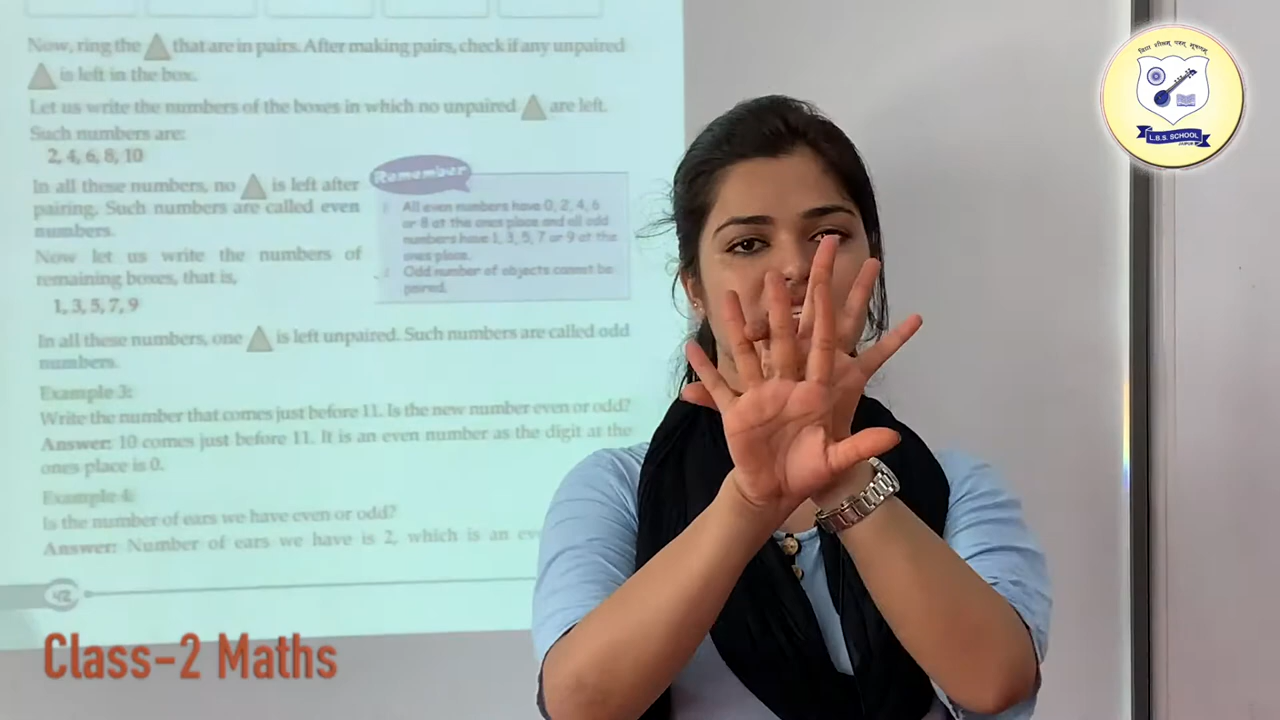 Now, ring the that are in pairs. After making pairs, check if any unpaired
is left in the box.
Let us write the numbers of the boxes in which no unpaired are left.
Such numbers are:
2, 4, 6, 8, 10
In all these numbers, no is left after
pairing. Such numbers are called even
numbers.
Now let us write the numbers of
remaining boxes, that is,
1, 3, 5, 7, 9
Remember
All even numbers have 0, 2, 4, 6
or 8 at the ones place and all odd
numbers have 1, 3, 5, 7 or 9 at the
ones place.
Odd number of objects cannot be
paired.
In all these numbers, one is left unpaired. Such numbers are called odd
numbers.
Example 3:
Write the number that comes just before 11. Is the new number even or odd?
Answer: 10 comes just before 11. It is an even number as the digit at the
ones place is 0.
Example 4:
Is the number of ears we have even or odd?
Answer: Number of ears we have is 2, which is an
42
Class-2 Maths
L.B.S. SCHOOL
JAIPUR